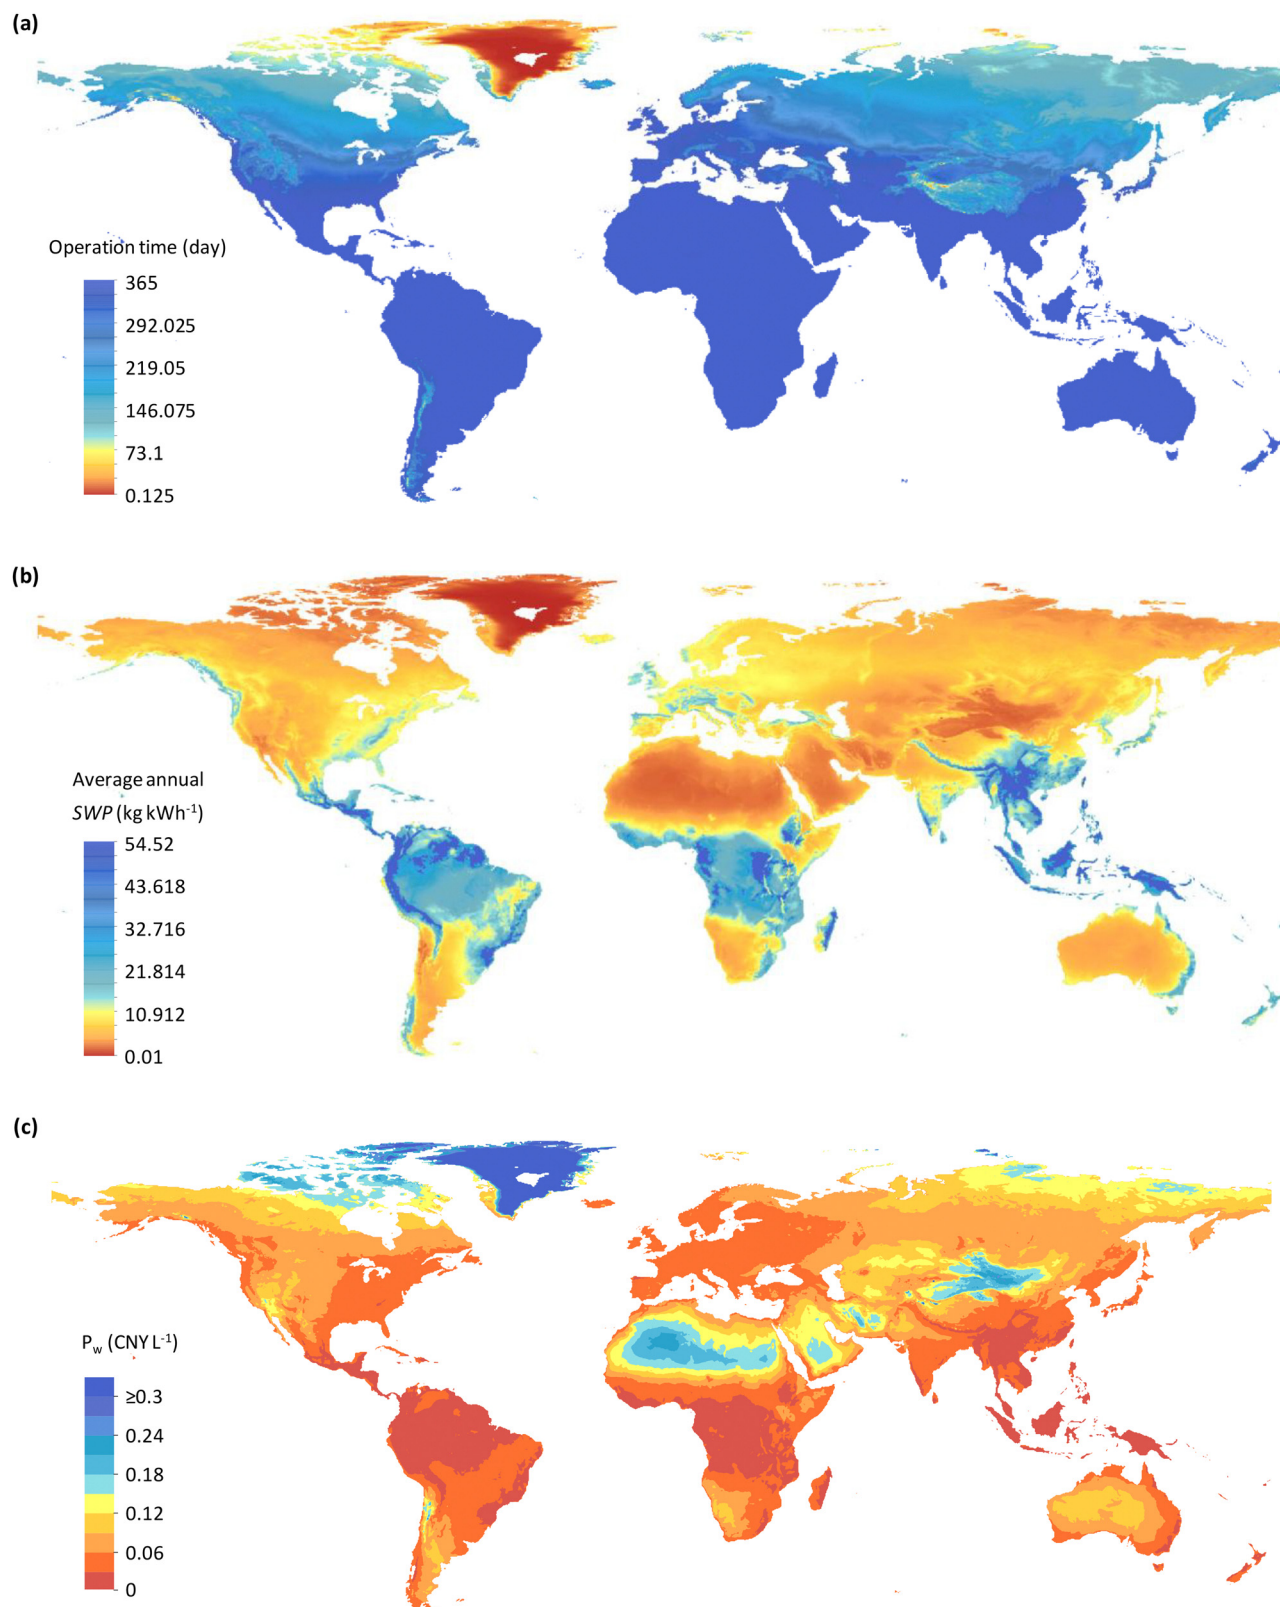 (a)
Operation time (day)
365
292.025
219.05
146.075
73.1
0.125
(b)
Average annual
SWP (kg kWh⁻¹)
54.52
43.618
32.716
21.814
10.912
0.01
(c)
P_w (CNY L⁻¹)
≥0.3
0.24
0.18
0.12
0.06
0